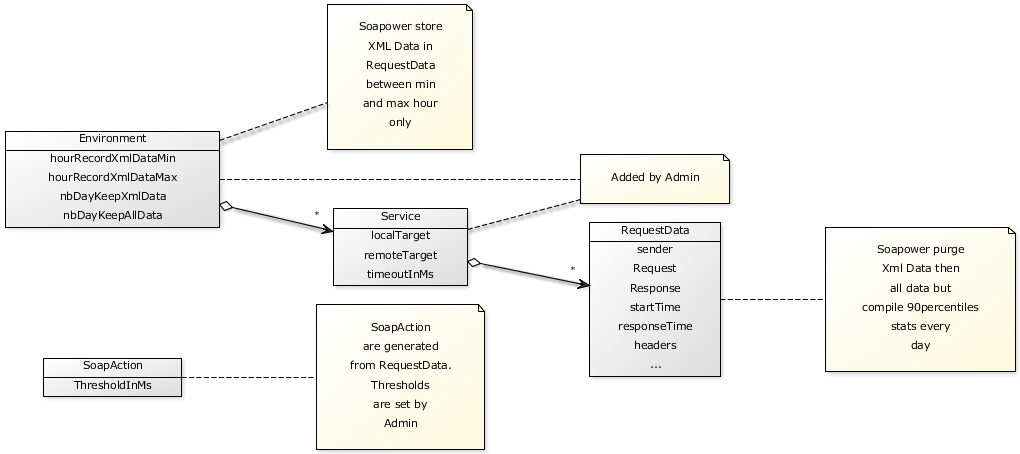 Soapower store
XML Data in
RequestData
between min
and max hour
only
Environment
hourRecordXmlDataMin
hourRecordXmlDataMax
nbDayKeepXmlData
nbDayKeepAllData
Added by Admin
*
Service
localTarget
remoteTarget
timeoutInMs
*
RequestData
sender
Request
Response
startTime
responseTime
headers
...
Soapower purge
Xml Data then
all data but
compile 90percentiles
stats every
day
SoapAction
are generated
from RequestData.
Thresholds
are set by
Admin
SoapAction
ThresholdInMs